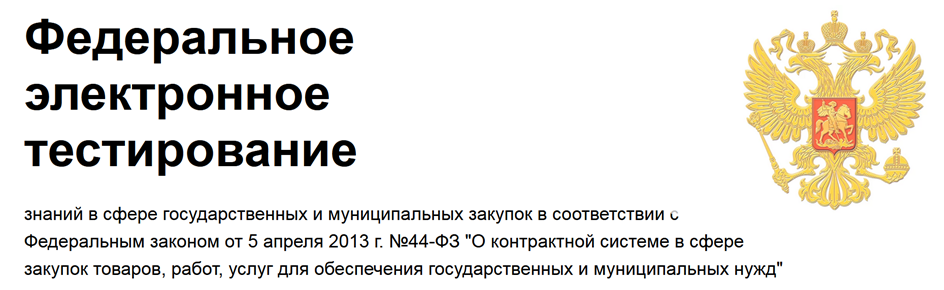 Федеральное
электронное
тестирование
знаний в сфере государственных и муниципальных закупок в соответствии с
Федеральным законом от 5 апреля 2013 г. №44-ФЗ "О контрактной системе в сфере
закупок товаров, работ, услуг для обеспечения государственных и муниципальных нужд"